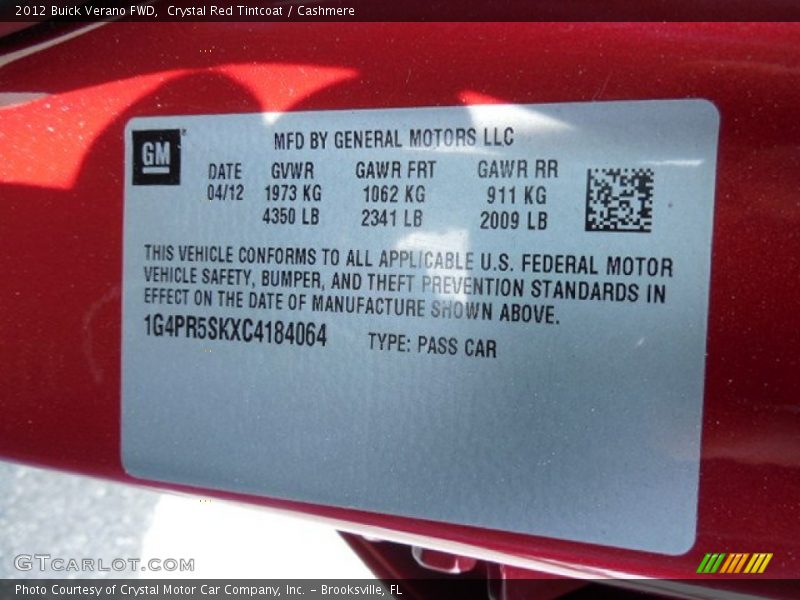 2012 Buick Verano FWD,  Crystal Red Tintcoat / Cashmere
GM
MFD BY GENERAL MOTORS LLC
DATE GVWR GAWR FRT GAWR RR
04/12 1973 KG 1062 KG 911 KG
4350 LB 2341 LB 2009 LB
THIS VEHICLE CONFORMS TO ALL APPLICABLE U.S. FEDERAL MOTOR
VEHICLE SAFETY, BUMPER, AND THEFT PREVENTION STANDARDS IN
EFFECT ON THE DATE OF MANUFACTURE SHOWN ABOVE.
1G4PR5SKXC4184064 TYPE: PASS CAR
GTCARLOT.COM
Photo Courtesy of Crystal Motor Car Company, Inc. – Brooksville, FL